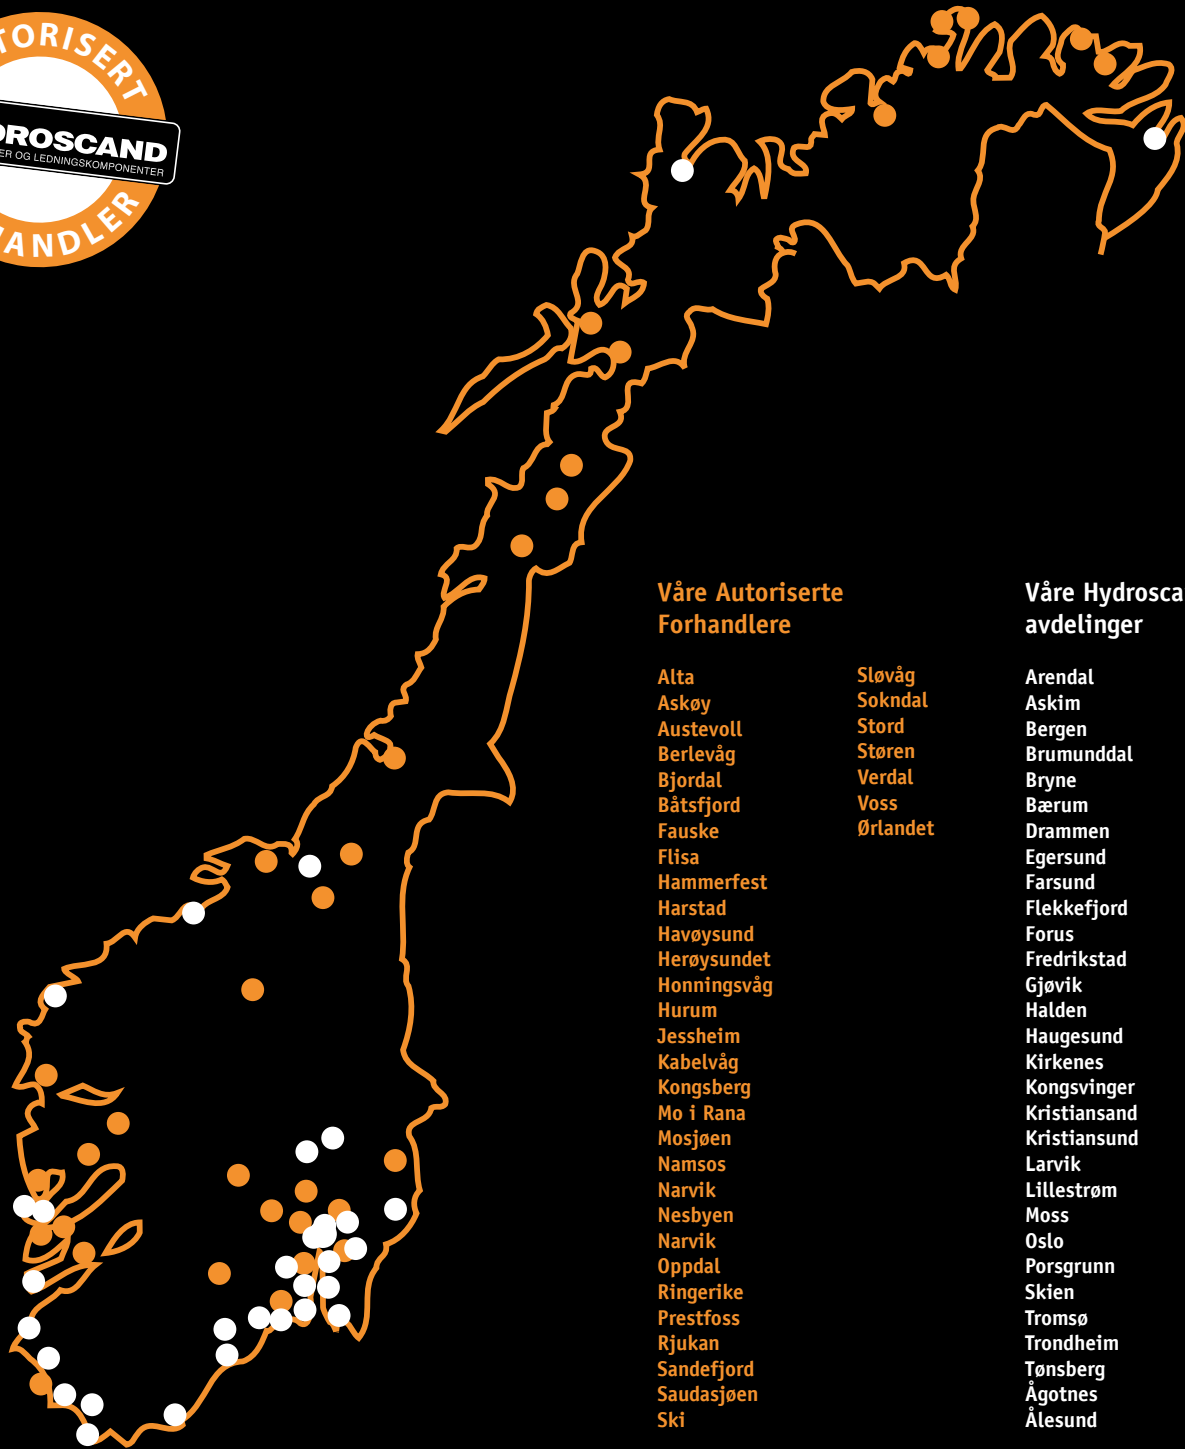 TORISERT
DROSCAND
ER OG LEDNINGSKOMPONENTER
HANDLER
Våre Autoriserte
Forhandlere
Alta
Askøy
Austevoll
Berlevåg
Bjordal
Båtsfjord
Fauske
Flisa
Hammerfest
Harstad
Havøysund
Herøysundet
Honningsvåg
Hurum
Jessheim
Kabelvåg
Kongsberg
Mo i Rana
Mosjøen
Namsos
Narvik
Nesbyen
Narvik
Oppdal
Ringerike
Prestfoss
Rjukan
Sandefjord
Saudasjøen
Ski
Sløvåg
Sokndal
Stord
Støren
Verdal
Voss
Ørlandet
Våre Hydrosca
avdelinger
Arendal
Askim
Bergen
Brumunddal
Bryne
Bærum
Drammen
Egersund
Farsund
Flekkefjord
Forus
Fredrikstad
Gjøvik
Halden
Haugesund
Kirkenes
Kongsvinger
Kristiansand
Kristiansund
Larvik
Lillestrøm
Moss
Oslo
Porsgrunn
Skien
Tromsø
Trondheim
Tønsberg
Ågotnes
Ålesund